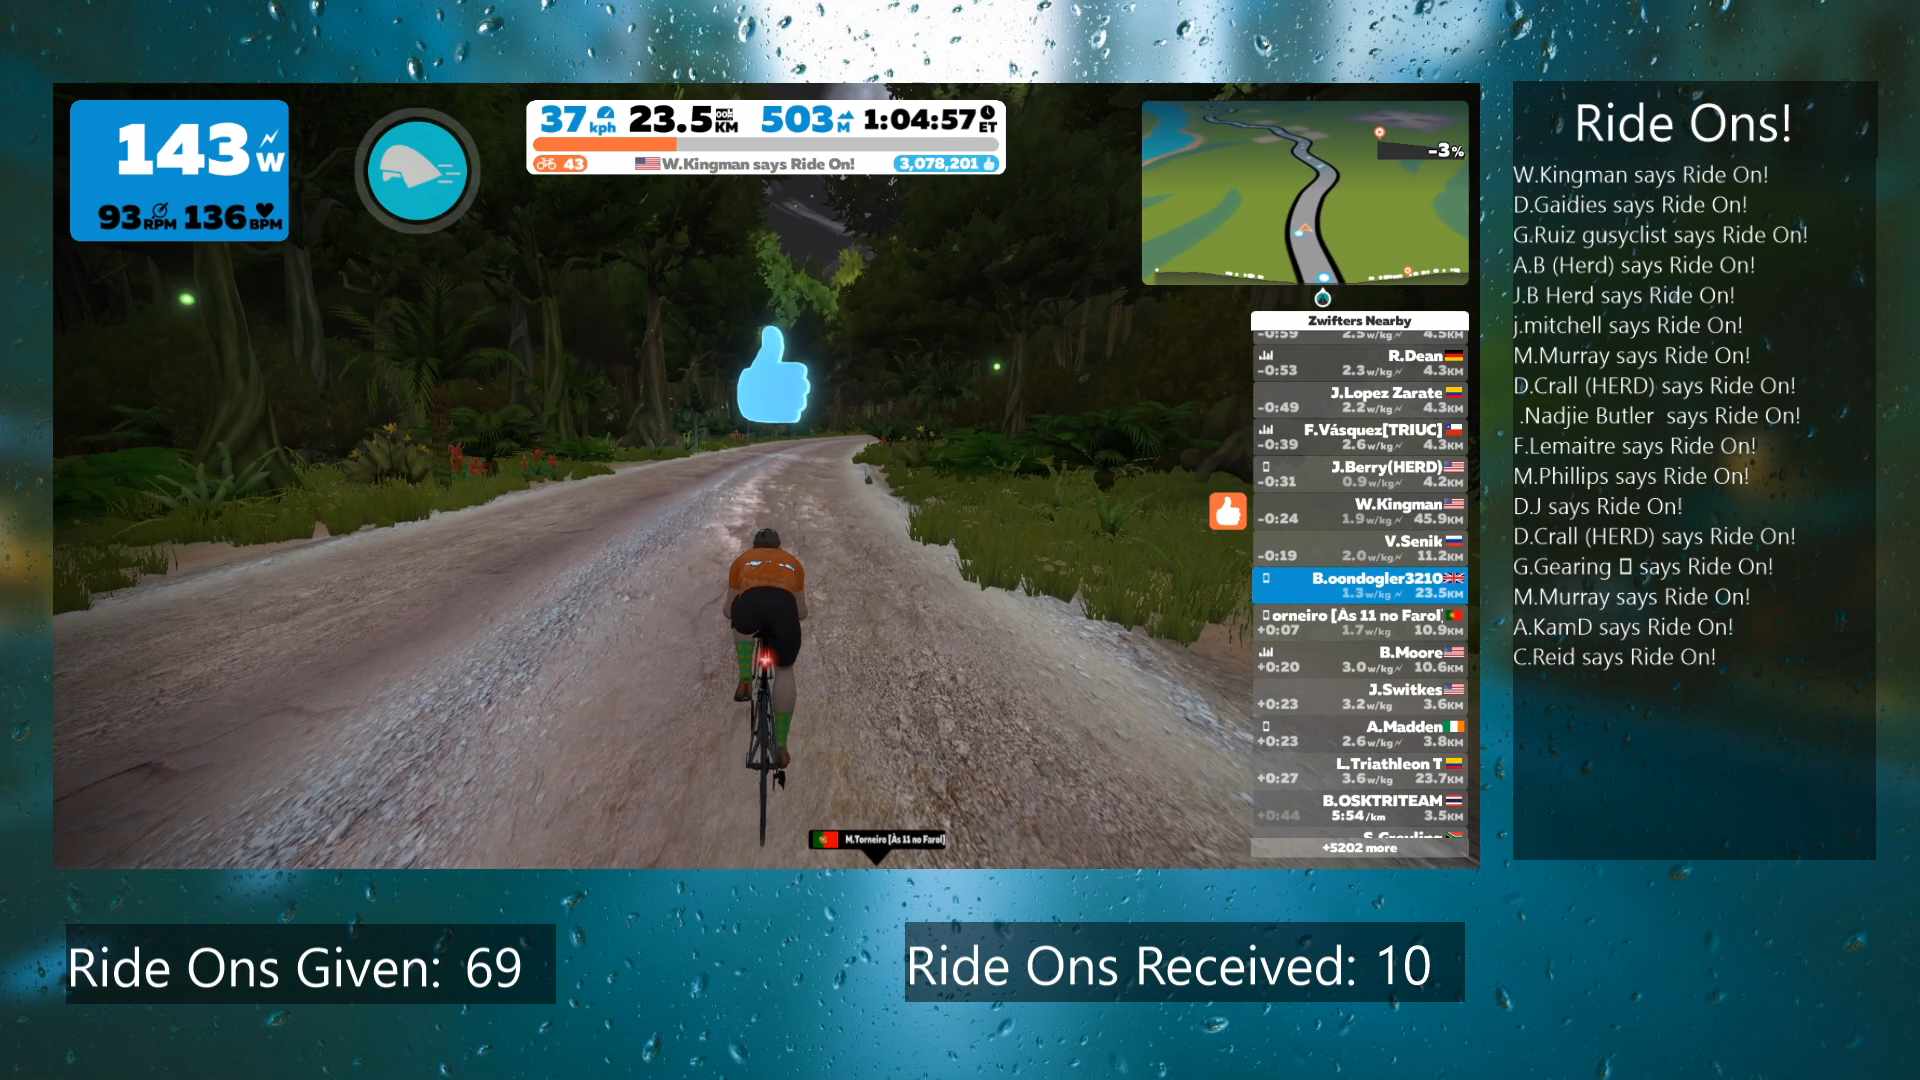 143 W
93 RPM 136 BPM
37 kph 23.5 KM 503 M 1:04:57 ET
43 W.Kingman says Ride On! 3,078,201
-3%
Zwifters Nearby
-0:59 2.5w/kg 4.5KM
R.Dean
-0:53 2.3w/kg 4.3KM
J.Lopez Zarate
-0:49 2.2w/kg 4.3KM
F.Vásquez[TRIUC]
-0:39 2.6w/kg 4.3KM
J.Berry(HERD)
-0:31 0.9w/kg 4.2KM
W.Kingman
-0:24 1.9w/kg 45.9KM
V.Senik
-0:19 2.0w/kg 11.2KM
B.oondogler3210
1.3w/kg 23.5KM
orneiro [Às 11 no Farol]
+0:07 1.7w/kg 10.9KM
B.Moore
+0:20 3.0w/kg 10.6KM
J.Switkes
+0:23 3.2w/kg 3.6KM
A.Madden
+0:23 2.6w/kg 3.8KM
L.Triathleon T
+0:27 3.6w/kg 23.7KM
B.OSKTRITEAM
+0:44 5:54/km 3.5KM
S.Greyling
+5202 more
M.Torneiro [Às 11 no Farol]
Ride Ons!
W.Kingman says Ride On!
D.Gaidies says Ride On!
G.Ruiz gusyclist says Ride On!
A.B (Herd) says Ride On!
J.B Herd says Ride On!
j.mitchell says Ride On!
M.Murray says Ride On!
D.Crall (HERD) says Ride On!
.Nadjie Butler says Ride On!
F.Lemaitre says Ride On!
M.Phillips says Ride On!
D.J says Ride On!
D.Crall (HERD) says Ride On!
G.Gearing says Ride On!
M.Murray says Ride On!
A.KamD says Ride On!
C.Reid says Ride On!
Ride Ons Given: 69
Ride Ons Received: 10